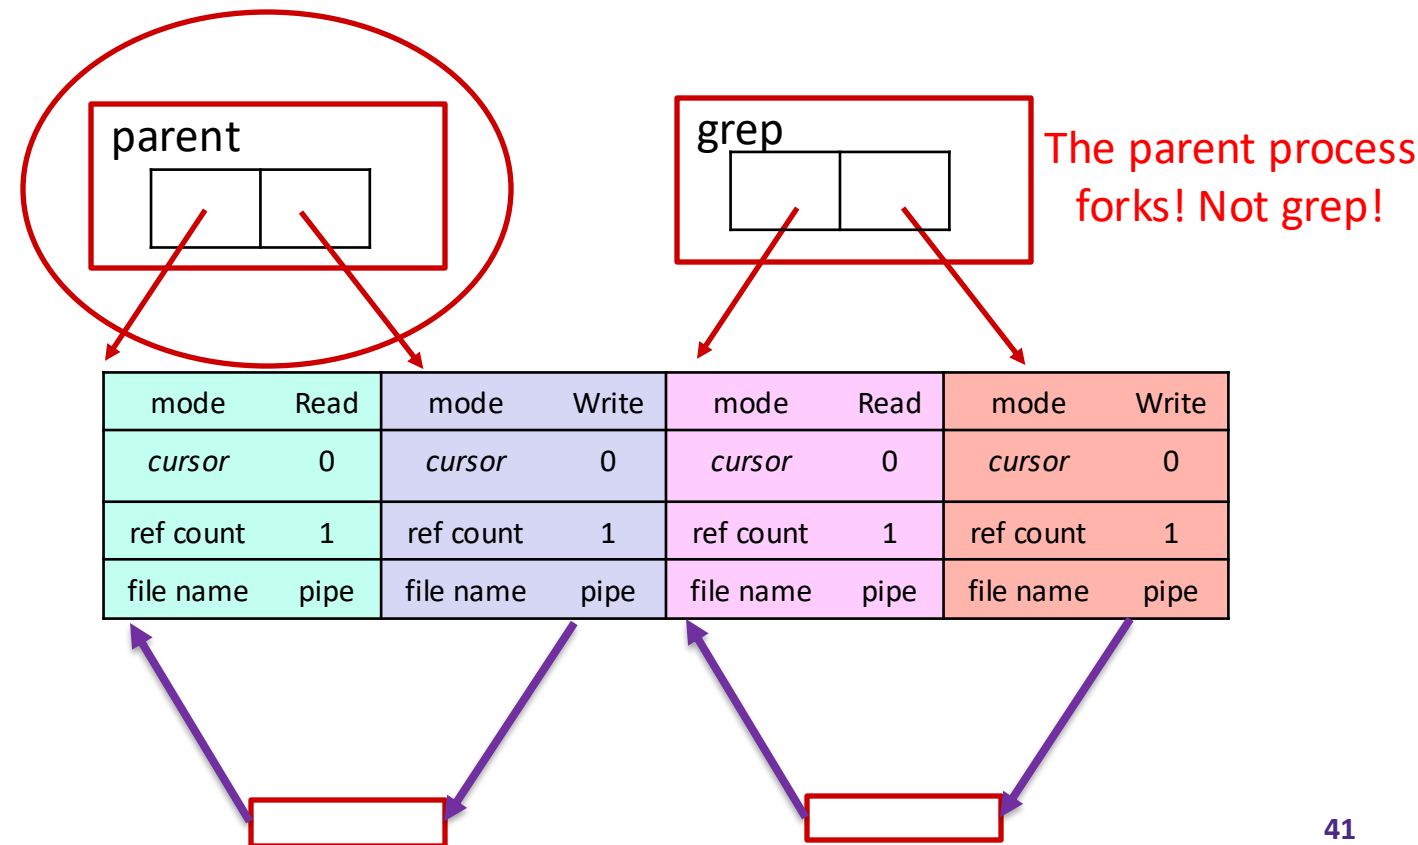 parent
grep
The parent process
forks! Not grep!
mode Read mode Write mode Read mode Write
cursor 0 cursor 0 cursor 0 cursor 0
ref count 1 ref count 1 ref count 1 ref count 1
file name pipe file name pipe file name pipe file name pipe
41